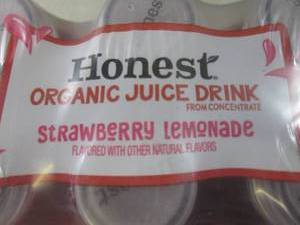 Honest
ORGANIC JUICE DRINK
FROM CONCENTRATE
STRAWBERRY LEMONADE
FLAVORED WITH OTHER NATURAL FLAVORS